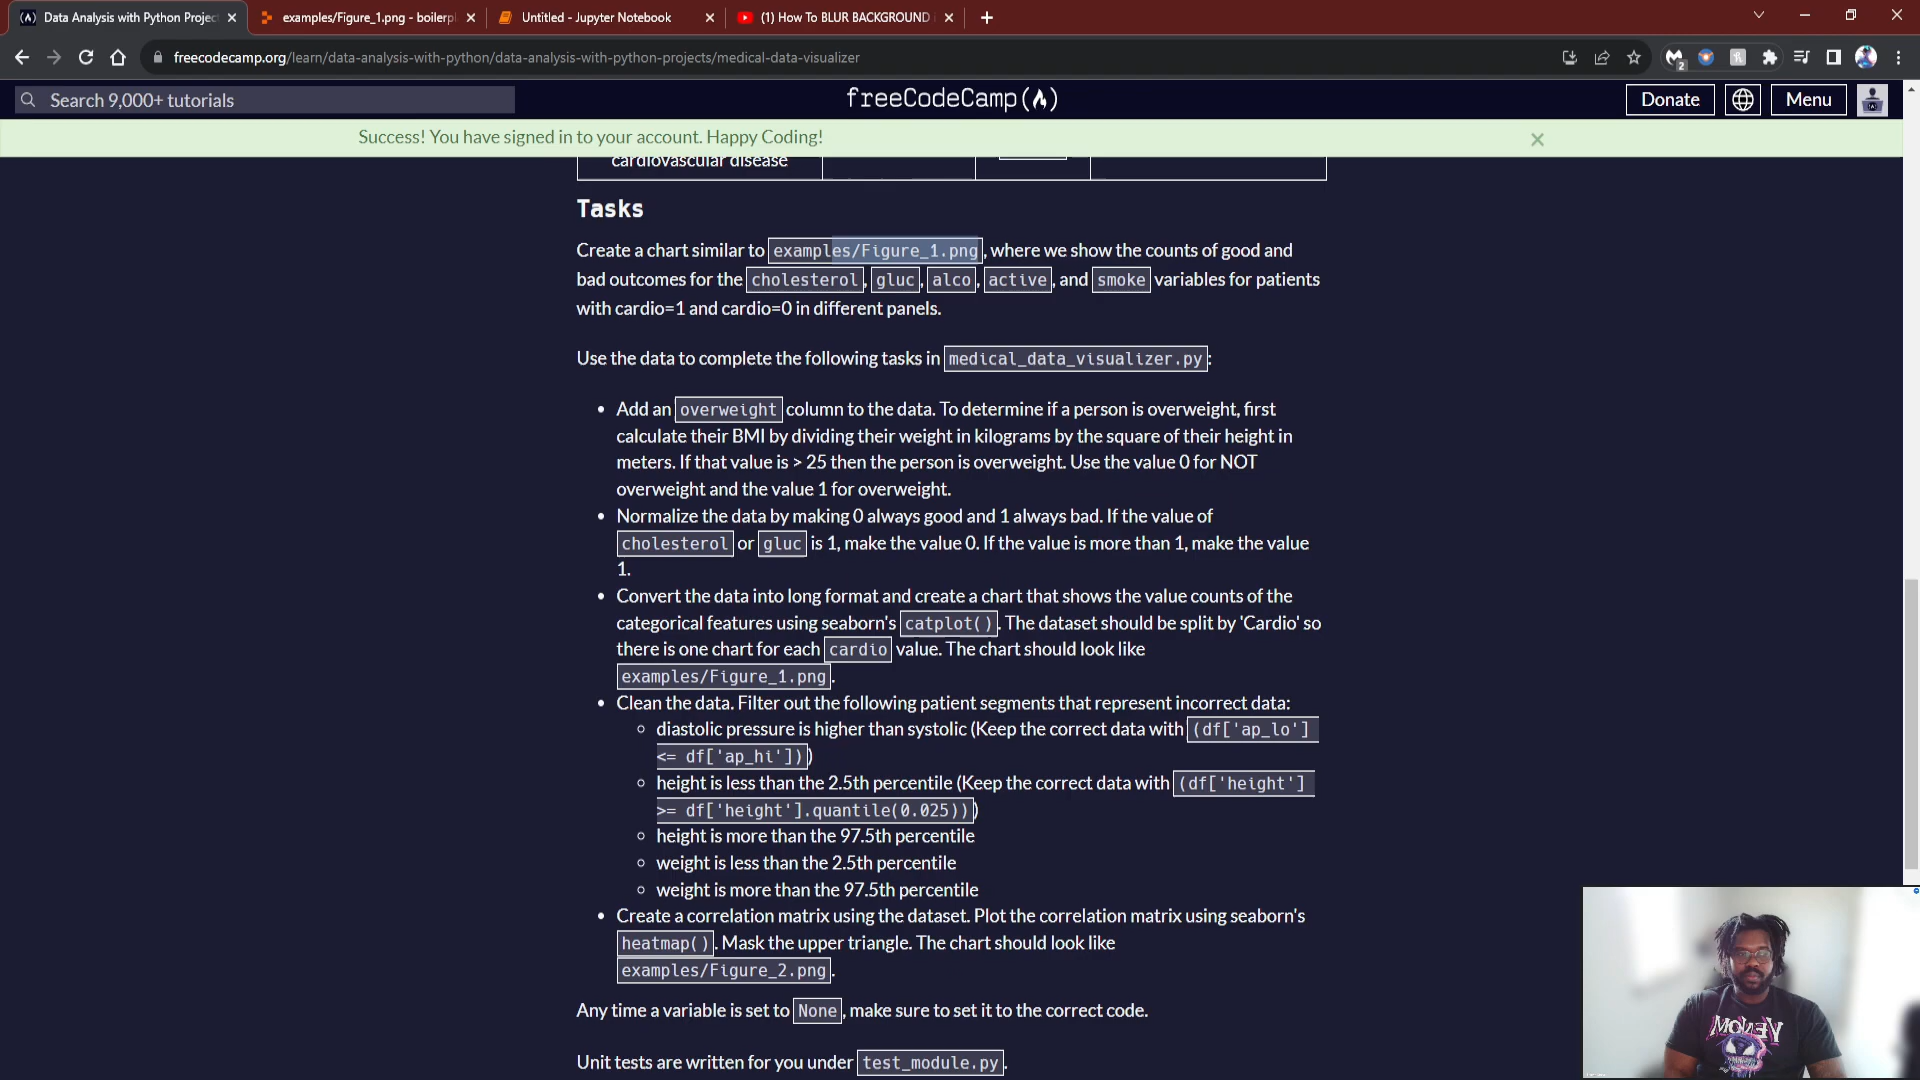 Data Analysis with Python Projec
examples/Figure_1.png - boilerpl
Untitled - Jupyter Notebook
(1) How To BLUR BACKGROUND
freecodecamp.org/learn/data-analysis-with-python/data-analysis-with-python-projects/medical-data-visualizer
2
Search 9,000+ tutorials
freeCodeCamp(🔥)
Donate
Menu
Success! You have signed in to your account. Happy Coding!
cardiovascular disease
Tasks
Create a chart similar to examples/Figure_1.png, where we show the counts of good and
bad outcomes for the cholesterol, gluc, alco, active, and smoke variables for patients
with cardio=1 and cardio=0 in different panels.
Use the data to complete the following tasks in medical_data_visualizer.py:
• Add an overweight column to the data. To determine if a person is overweight, first
calculate their BMI by dividing their weight in kilograms by the square of their height in
meters. If that value is > 25 then the person is overweight. Use the value 0 for NOT
overweight and the value 1 for overweight.
• Normalize the data by making 0 always good and 1 always bad. If the value of
cholesterol or gluc is 1, make the value 0. If the value is more than 1, make the value
1.
• Convert the data into long format and create a chart that shows the value counts of the
categorical features using seaborn's catplot(). The dataset should be split by 'Cardio' so
there is one chart for each cardio value. The chart should look like
examples/Figure_1.png.
• Clean the data. Filter out the following patient segments that represent incorrect data:
◦ diastolic pressure is higher than systolic (Keep the correct data with (df['ap_lo']
<= df['ap_hi']))
◦ height is less than the 2.5th percentile (Keep the correct data with (df['height']
>= df['height'].quantile(0.025)))
◦ height is more than the 97.5th percentile
◦ weight is less than the 2.5th percentile
◦ weight is more than the 97.5th percentile
• Create a correlation matrix using the dataset. Plot the correlation matrix using seaborn's
heatmap(). Mask the upper triangle. The chart should look like
examples/Figure_2.png.
Any time a variable is set to None, make sure to set it to the correct code.
Unit tests are written for you under test_module.py.
VENOM